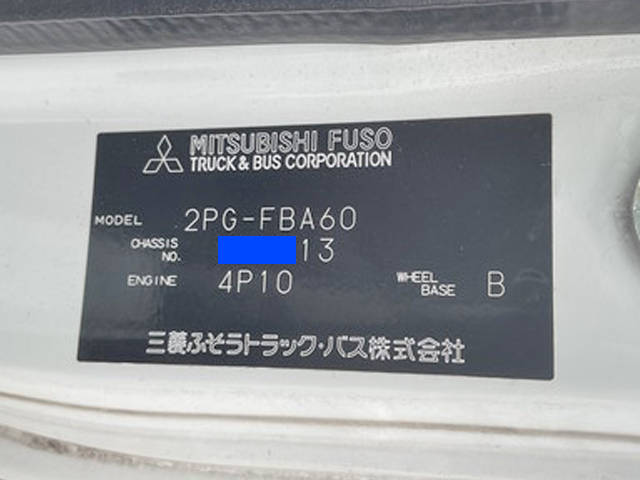 MITSUBISHI FUSO
TRUCK & BUS CORPORATION
MODEL 2PG-FBA60
CHASSIS NO. 13
ENGINE 4P10 WHEEL BASE B
三菱ふそうトラック・バス株式会社